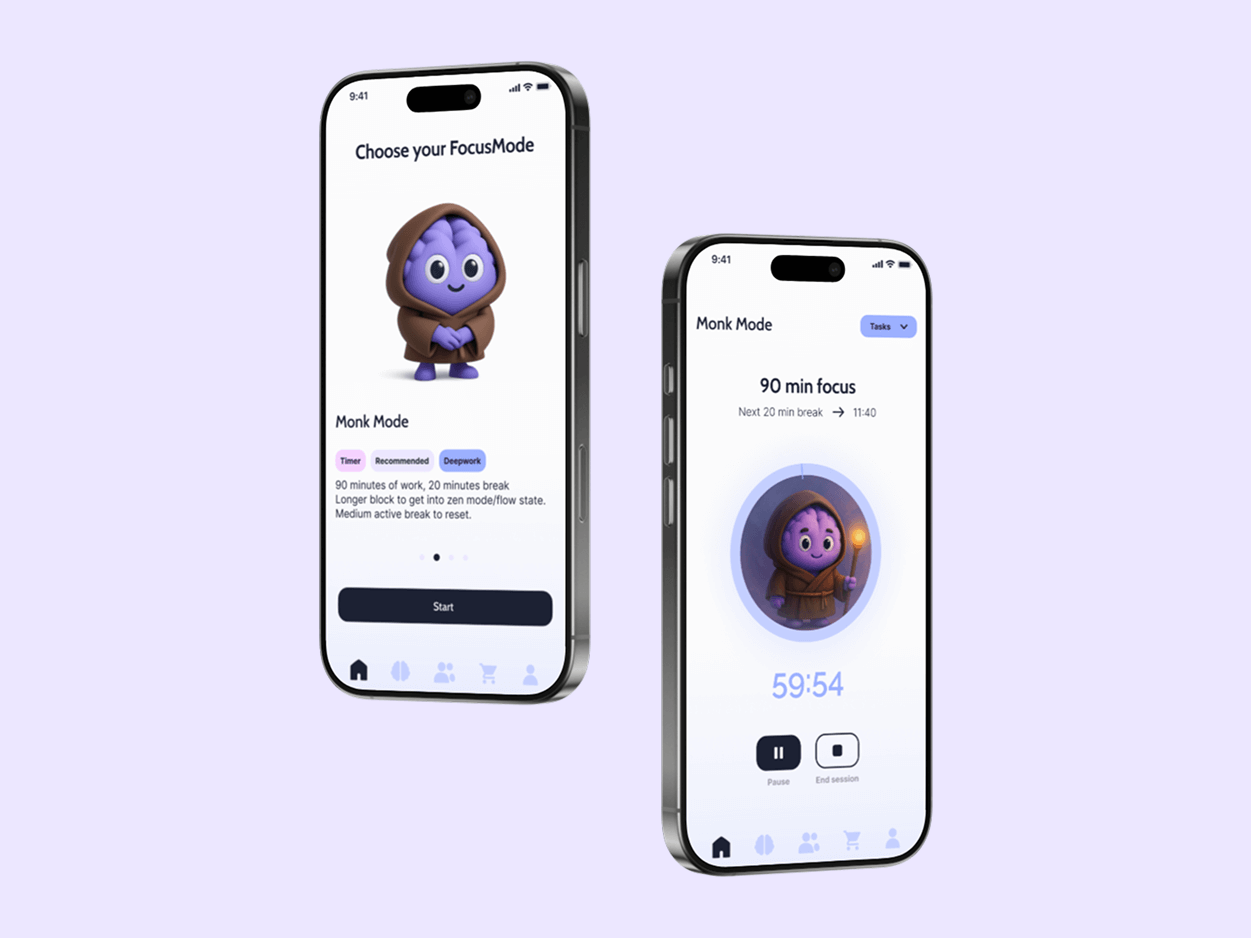 9:41
Choose your FocusMode
Monk Mode
Timer Recommended Deepwork
90 minutes of work, 20 minutes break
Longer block to get into zen mode/flow state.
Medium active break to reset.
Start
9:41
Monk Mode
Tasks
90 min focus
Next 20 min break → 11:40
59:54
Pause
End session